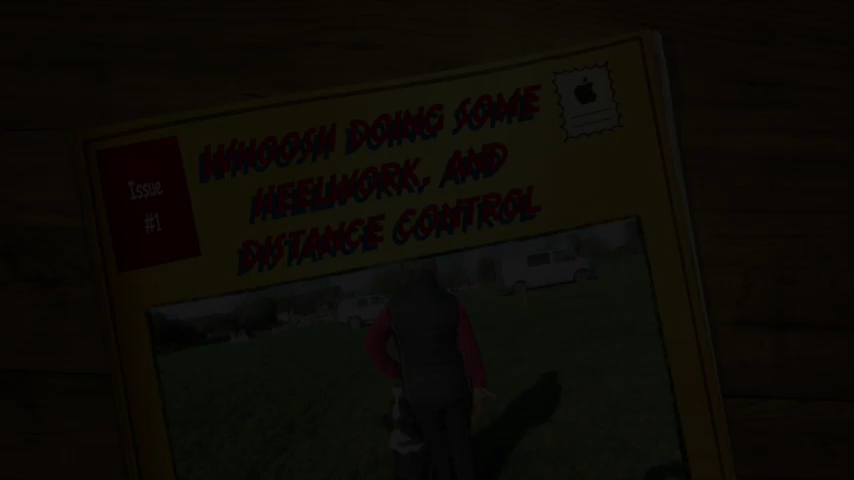 Issue
#1
WHOOSH DOING SOME
HEELWORK, AND
DISTANCE CONTROL